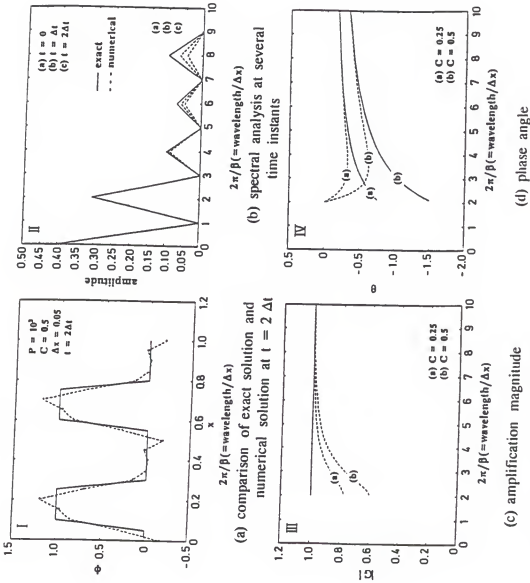 I
P = 10³
C = 0.5
Δx = 0.05
t = 2Δt
1.5
1.0
0.5
0
-0.5
φ
0
0.2
0.4
0.6
0.8
1.0
1.2
x
2π/β(=wavelength/Δx)
(a) comparison of exact solution and
numerical solution at t = 2 Δt
II
(a) t = 0
(b) t = Δt
(c) t = 2Δt
exact
numerical
(a)
(b)
(c)
0.50
0.45
0.40
0.35
0.30
0.25
0.20
0.15
0.10
0.05
0
amplitude
0 1 2 3 4 5 6 7 8 9 10
2π/β(=wavelength/Δx)
(b) spectral analysis at several
time instants
III
(a)
(b)
(a) C = 0.25
(b) C = 0.5
1.2
1.0
0.8
0.6
0.4
0.2
0
|G|
0 1 2 3 4 5 6 7 8 9 10
2π/β(=wavelength/Δx)
(c) amplification magnitude
IV
(a) C = 0.25
(b) C = 0.5
(a)
(b)
(a)
(b)
0.5
0
-0.5
-1.0
-1.5
-2.0
θ
0 1 2 3 4 5 6 7 8 9 10
2π/β(=wavelength/Δx)
(d) phase angle